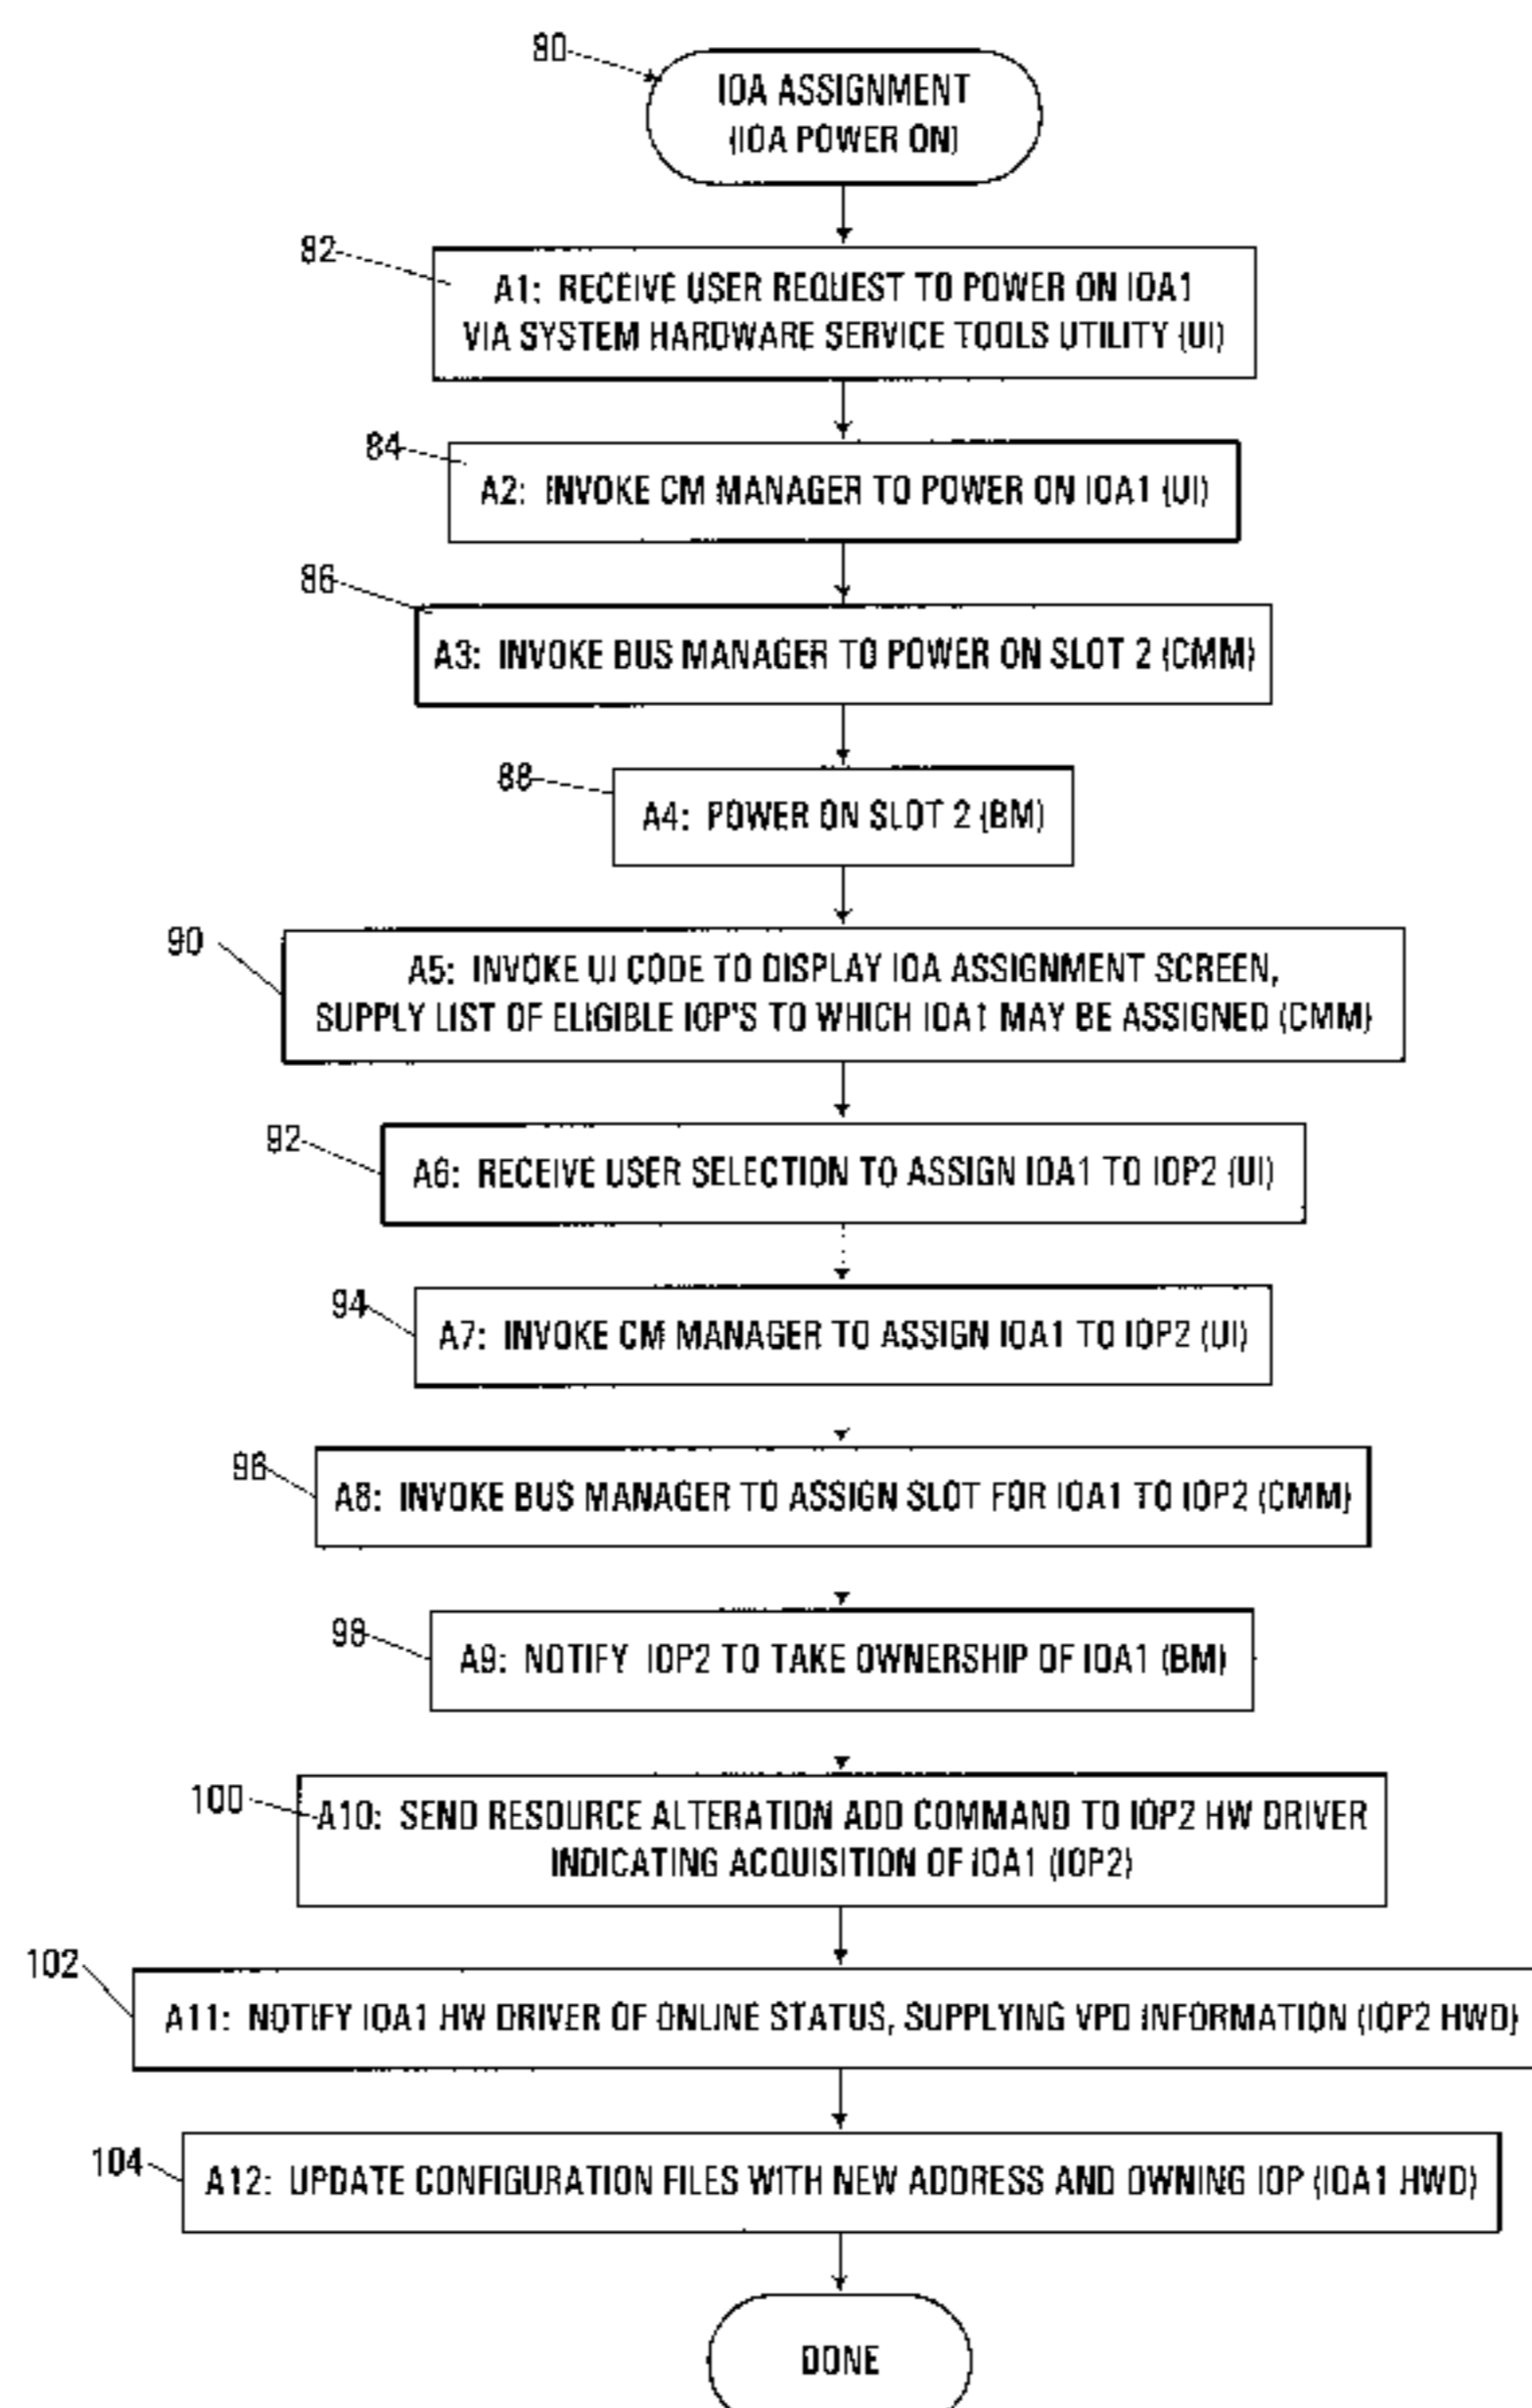 80
IOA ASSIGNMENT
(IOA POWER ON)
82
A1: RECEIVE USER REQUEST TO POWER ON IOA1
VIA SYSTEM HARDWARE SERVICE TOOLS UTILITY (UI)
84
A2: INVOKE CM MANAGER TO POWER ON IOA1 (UI)
86
A3: INVOKE BUS MANAGER TO POWER ON SLOT 2 (CMM)
88
A4: POWER ON SLOT 2 (BM)
90
A5: INVOKE UI CODE TO DISPLAY IOA ASSIGNMENT SCREEN,
SUPPLY LIST OF ELIGIBLE IOP'S TO WHICH IOA1 MAY BE ASSIGNED (CMM)
92
A6: RECEIVE USER SELECTION TO ASSIGN IOA1 TO IOP2 (UI)
94
A7: INVOKE CM MANAGER TO ASSIGN IOA1 TO IOP2 (UI)
96
A8: INVOKE BUS MANAGER TO ASSIGN SLOT FOR IOA1 TO IOP2 (CMM)
98
A9: NOTIFY IOP2 TO TAKE OWNERSHIP OF IOA1 (BM)
100
A10: SEND RESOURCE ALTERATION ADD COMMAND TO IOP2 HW DRIVER
INDICATING ACQUISITION OF IOA1 (IOP2)
102
A11: NOTIFY IOA1 HW DRIVER OF ONLINE STATUS, SUPPLYING VPD INFORMATION (IOP2 HWD)
104
A12: UPDATE CONFIGURATION FILES WITH NEW ADDRESS AND OWNING IOP (IOA1 HWD)
DONE